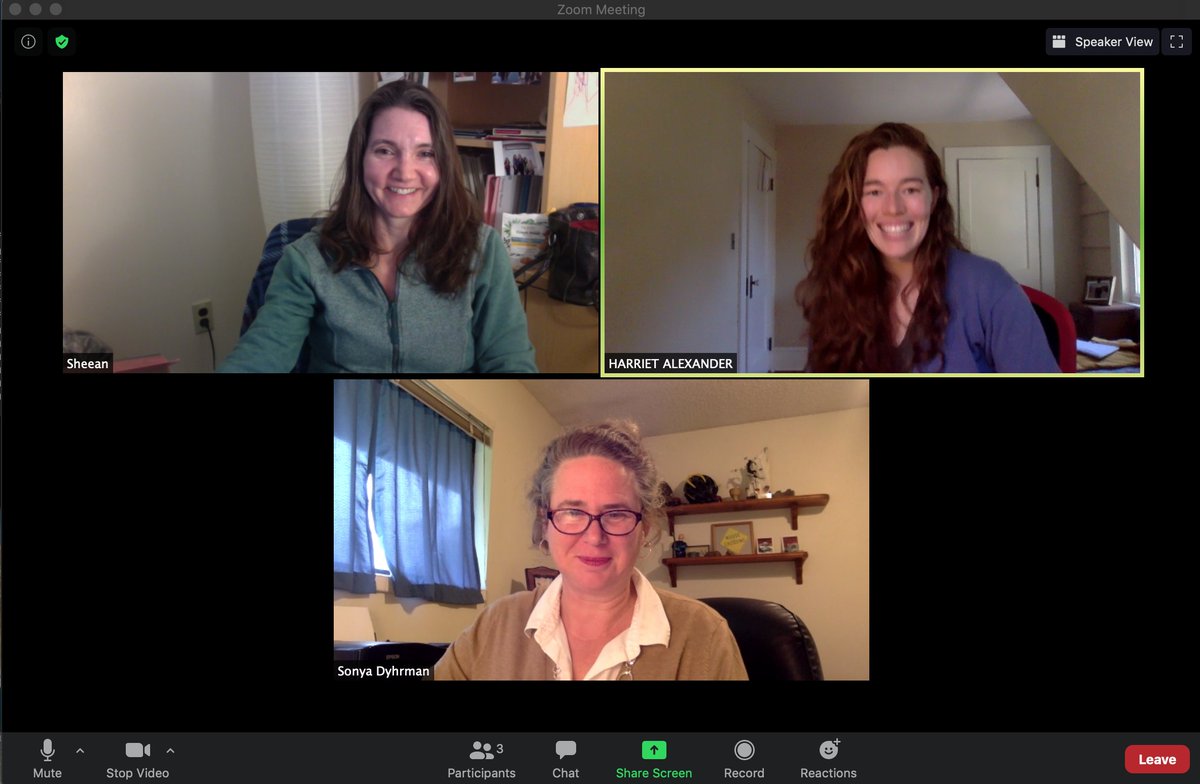 Zoom Meeting
Speaker View
Sheean
HARRIET ALEXANDER
Sonya Dyhrman
Mute
Stop Video
3
Participants
Chat
Share Screen
Record
Reactions
Leave